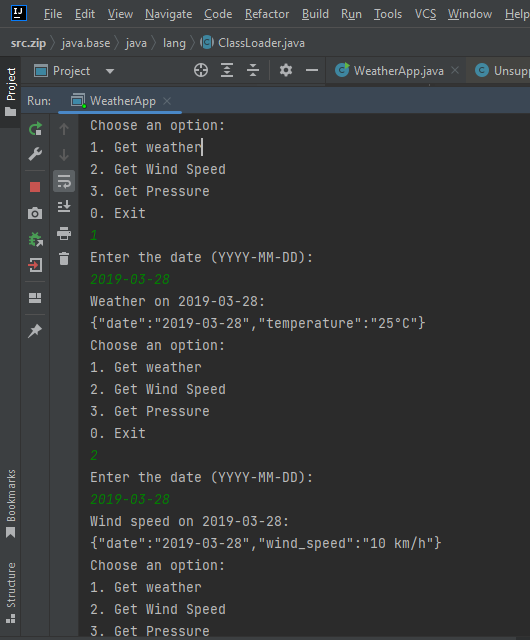 IJ File Edit View Navigate Code Refactor Build Run Tools VCS Window Help
src.zip java.base java lang ClassLoader.java
Project
Project WeatherApp.java
Run: WeatherApp
Choose an option:
1. Get weather
2. Get Wind Speed
3. Get Pressure
0. Exit
1
Enter the date (YYYY-MM-DD):
2019-03-28
Weather on 2019-03-28:
{"date":"2019-03-28","temperature":"25°C"}
Choose an option:
1. Get weather
2. Get Wind Speed
3. Get Pressure
0. Exit
2
Enter the date (YYYY-MM-DD):
2019-03-28
Wind speed on 2019-03-28:
{"date":"2019-03-28","wind_speed":"10 km/h"}
Choose an option:
1. Get weather
2. Get Wind Speed
3. Get Pressure
Bookmarks
Structure